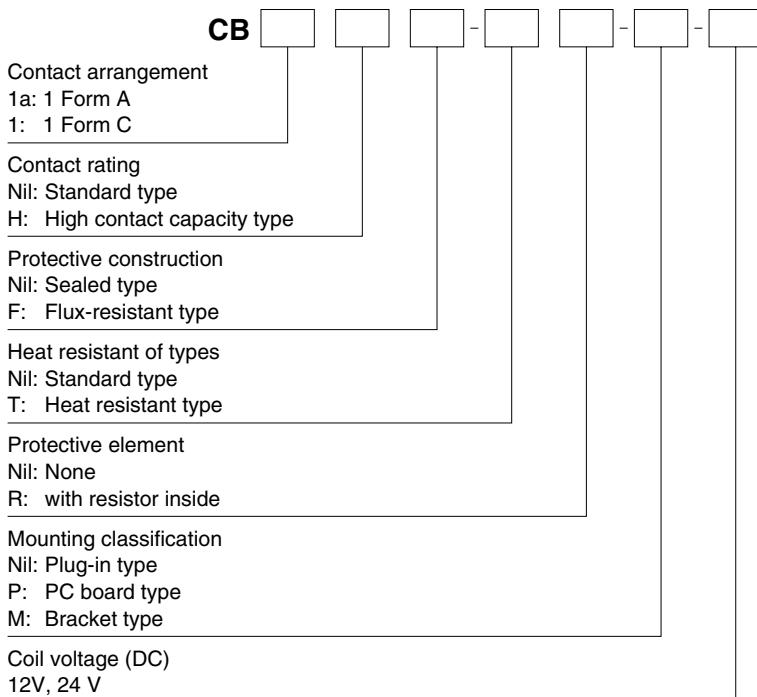 CB - - -
Contact arrangement
1a: 1 Form A
1: 1 Form C
Contact rating
Nil: Standard type
H: High contact capacity type
Protective construction
Nil: Sealed type
F: Flux-resistant type
Heat resistant of types
Nil: Standard type
T: Heat resistant type
Protective element
Nil: None
R: with resistor inside
Mounting classification
Nil: Plug-in type
P: PC board type
M: Bracket type
Coil voltage (DC)
12V, 24 V